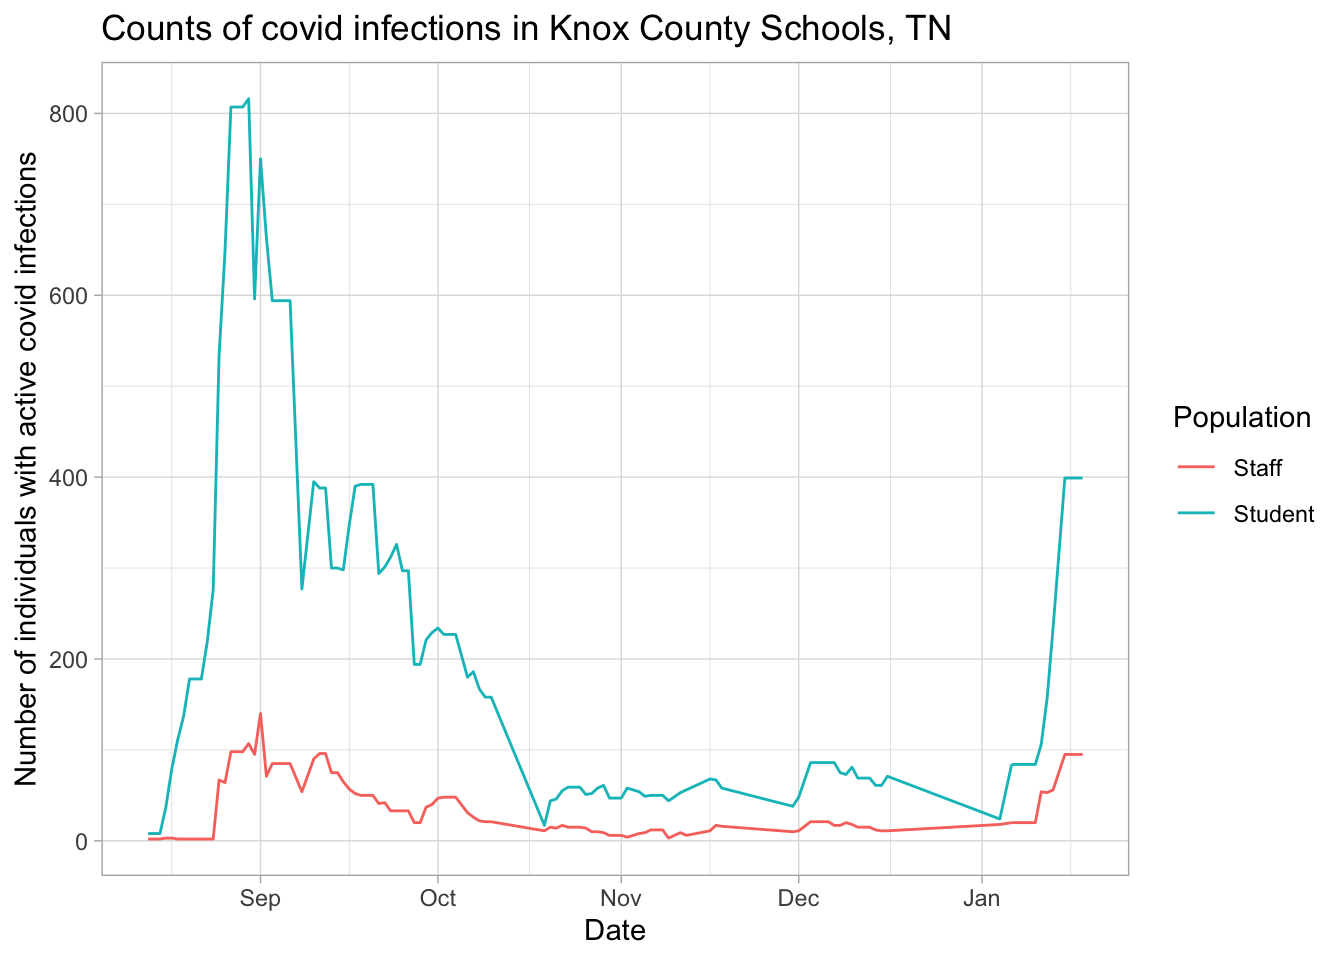 Counts of covid infections in Knox County Schools, TN
Number of individuals with active covid infections
800
600
400
200
0
Sep
Oct
Nov
Dec
Jan
Date
Population
Staff
Student